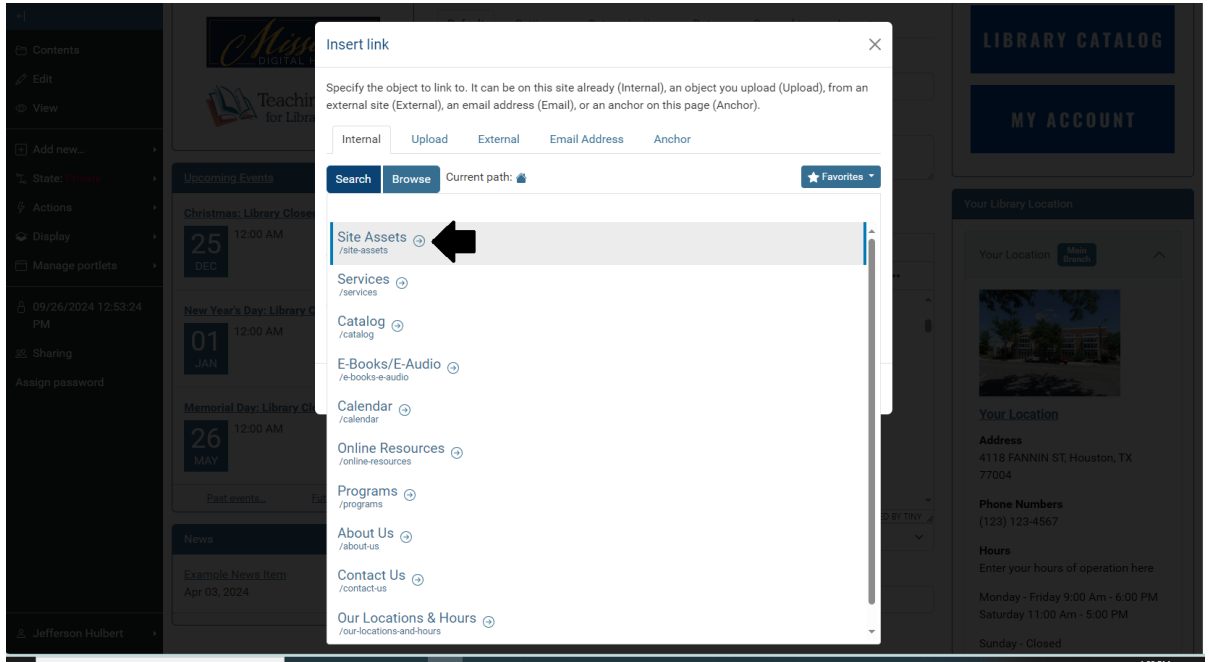 Contents
Edit
View
Add new...
State: Private
Actions
Display
Manage portlets
09/26/2024 12:53:24
PM
Sharing
Assign password
Jefferson Hulbert
DIGITAL
Teachin
for Libra
Upcoming Events
Christmas: Library Close
25
DEC
12:00 AM
New Year's Day: Library C
01
JAN
12:00 AM
Memorial Day: Library Cl
26
MAY
12:00 AM
Past events...
News
Example News Item
Apr 03, 2024
Insert link
Specify the object to link to. It can be on this site already (Internal), an object you upload (Upload), from an
external site (External), an email address (Email), or an anchor on this page (Anchor).
Internal Upload External Email Address Anchor
Search Browse Current path: Favorites
Site Assets
/site-assets
Services
/services
Catalog
/catalog
E-Books/E-Audio
/e-books-e-audio
Calendar
/calendar
Online Resources
/online-resources
Programs
/programs
About Us
/about-us
Contact Us
/contact-us
Our Locations & Hours
/our-locations-and-hours
D BY TINY
LIBRARY CATALOG
MY ACCOUNT
Your Library Location
Your Location Main
Branch
Your Location
Address
4118 FANNIN ST, Houston, TX
77004
Phone Numbers
(123) 123-4567
Hours
Enter your hours of operation here
Monday - Friday 9:00 Am - 6:00 PM
Saturday 11:00 Am - 5:00 PM
Sunday - Closed